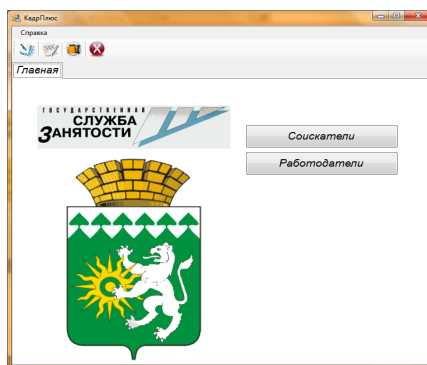 КадрПлюс
Справка
Главная
ГОСУДАРСТВЕННАЯ
СЛУЖБА
ЗАНЯТОСТИ
Соискатели
Работодатели